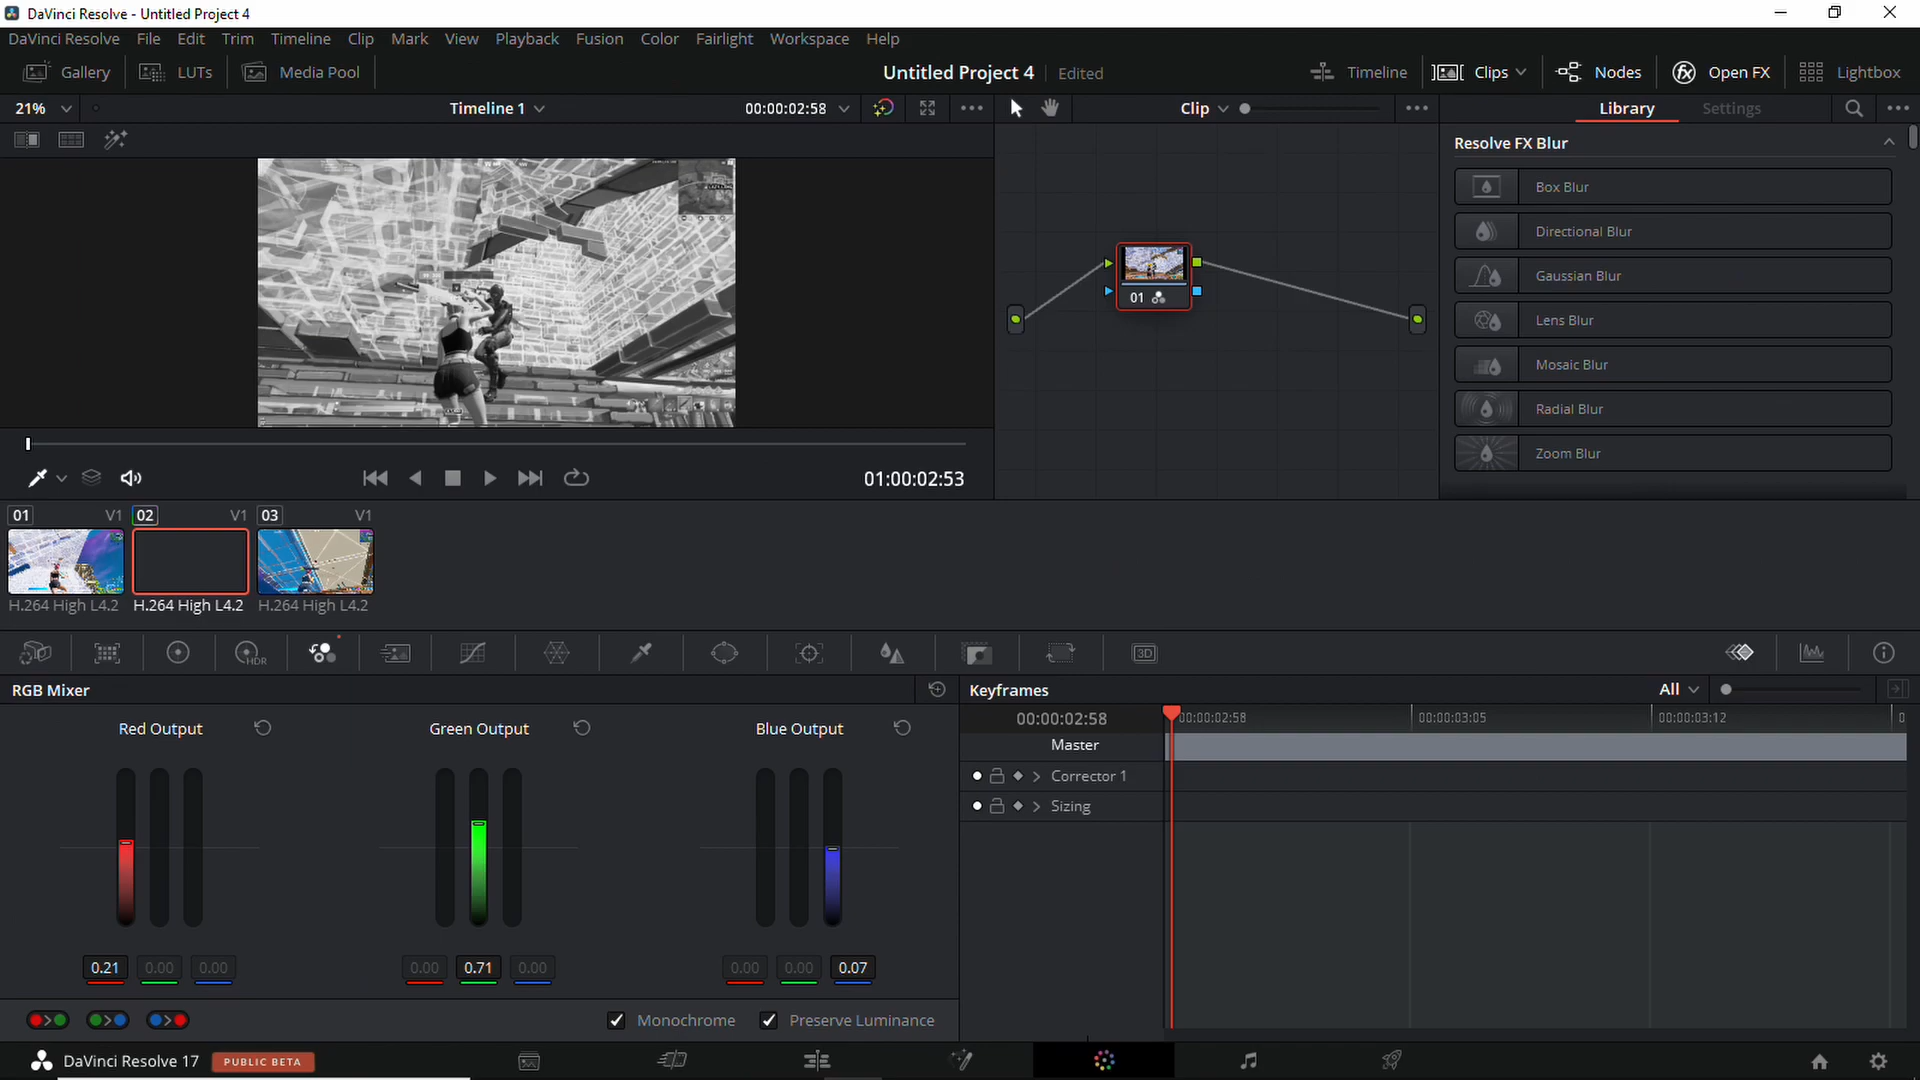 DaVinci Resolve - Untitled Project 4
DaVinci Resolve File Edit Trim Timeline Clip Mark View Playback Fusion Color Fairlight Workspace Help
Gallery LUTs Media Pool Untitled Project 4 Edited Timeline Clips Nodes Open FX Lightbox
21% Timeline 1 00:00:02:58 Clip Library Settings
Resolve FX Blur
Box Blur
Directional Blur
Gaussian Blur
01
Lens Blur
Mosaic Blur
Radial Blur
Zoom Blur
01:00:02:53
01 V1 02 V1 03 V1
H.264 High L4.2 H.264 High L4.2 H.264 High L4.2
HDR
3D
RGB Mixer Keyframes All
00:00:02:58 00:00:02:58 00:00:03:05 00:00:03:12 0
Red Output Green Output Blue Output
Master
Corrector 1
Sizing
0.21 0.00 0.00 0.00 0.71 0.00 0.00 0.00 0.07
Monochrome Preserve Luminance
DaVinci Resolve 17 PUBLIC BETA